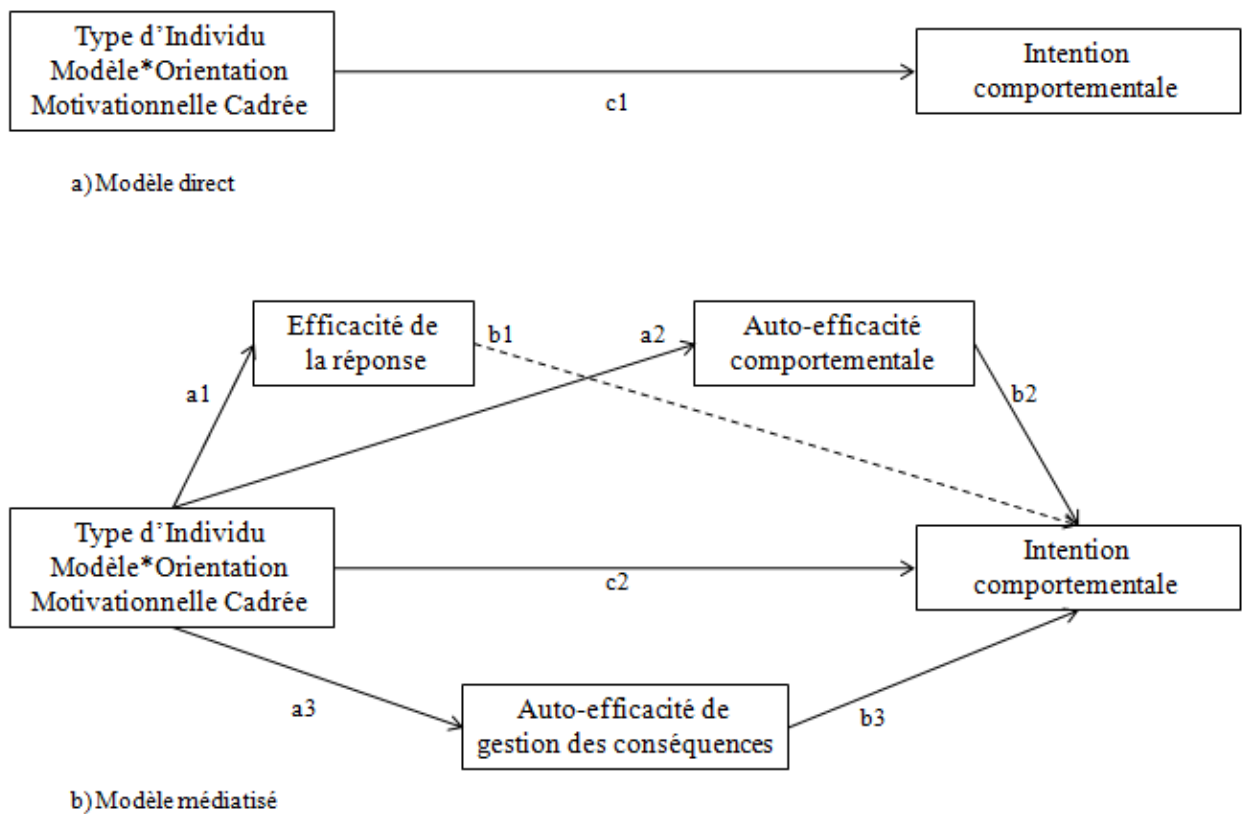 Type d’Individu
Modèle*Orientation
Motivationnelle Cadrée
Intention
comportementale
c1
a) Modèle direct
Efficacité de
la réponse
b1
a2
Auto-efficacité
comportementale
a1
b2
Type d’Individu
Modèle*Orientation
Motivationnelle Cadrée
c2
Intention
comportementale
a3
Auto-efficacité de
gestion des conséquences
b3
b) Modèle médiatisé